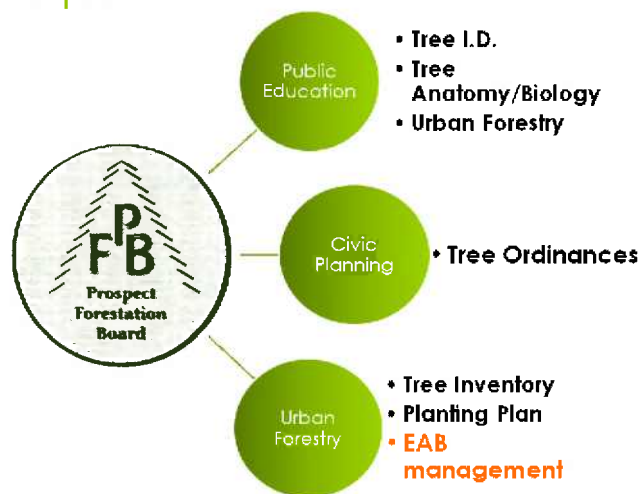 Public
Education
• Tree I.D.
• Tree
Anatomy/Biology
• Urban Forestry
P
F B
Prospect
Forestation
Board
Civic
Planning
• Tree Ordinances
Urban
Forestry
• Tree Inventory
• Planting Plan
• EAB
management